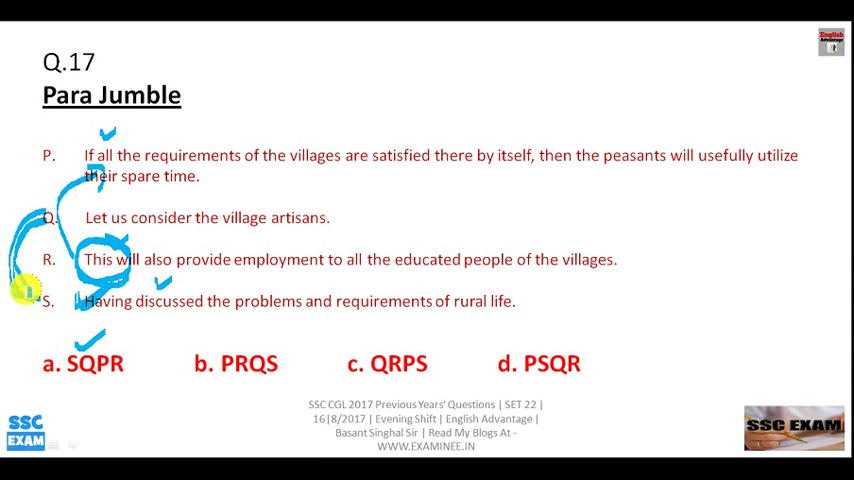 English
Advantage
Q.17
Para Jumble
P. If all the requirements of the villages are satisfied there by itself, then the peasants will usefully utilize
their spare time.
Q. Let us consider the village artisans.
R. This will also provide employment to all the educated people of the villages.
S. Having discussed the problems and requirements of rural life.
a. SQPR b. PRQS c. QRPS d. PSQR
SSC CGL 2017 Previous Years' Questions | SET 22 |
16|8/2017 | Evening Shift | English Advantage |
Basant Singhal Sir | Read My Blogs At -
WWW.EXAMINEE.IN
SSC
EXAM
SSC EXAM